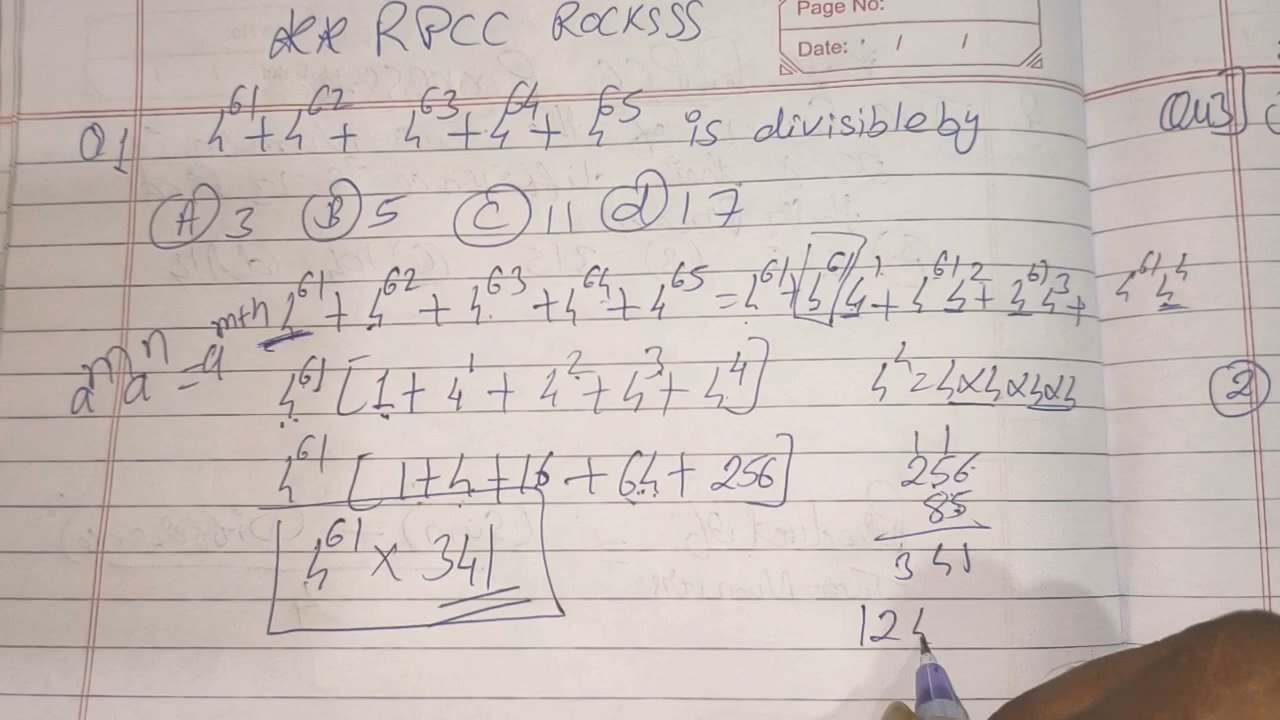 RPCC ROCKSSS
Page No:
Date: / /
Q1 4^61 + 4^62 + 4^63 + 4^64 + 4^65 is divisible by
Qu3]
(A) 3 (B) 5 (C) 11 (d) 17
4^61 + 4^62 + 4^63 + 4^64 + 4^65 = 4^61 + 4^61 4^1 + 4^61 4^2 + 4^61 4^3 + 4^61 4^4
a^m a^n = a^m+n
4^61 [1 + 4^1 + 4^2 + 4^3 + 4^4]
4^4 = 4×4×4×4
(2)
4^61 [1+4+16+64+256]
11
256
85
341
4^61 × 341
124